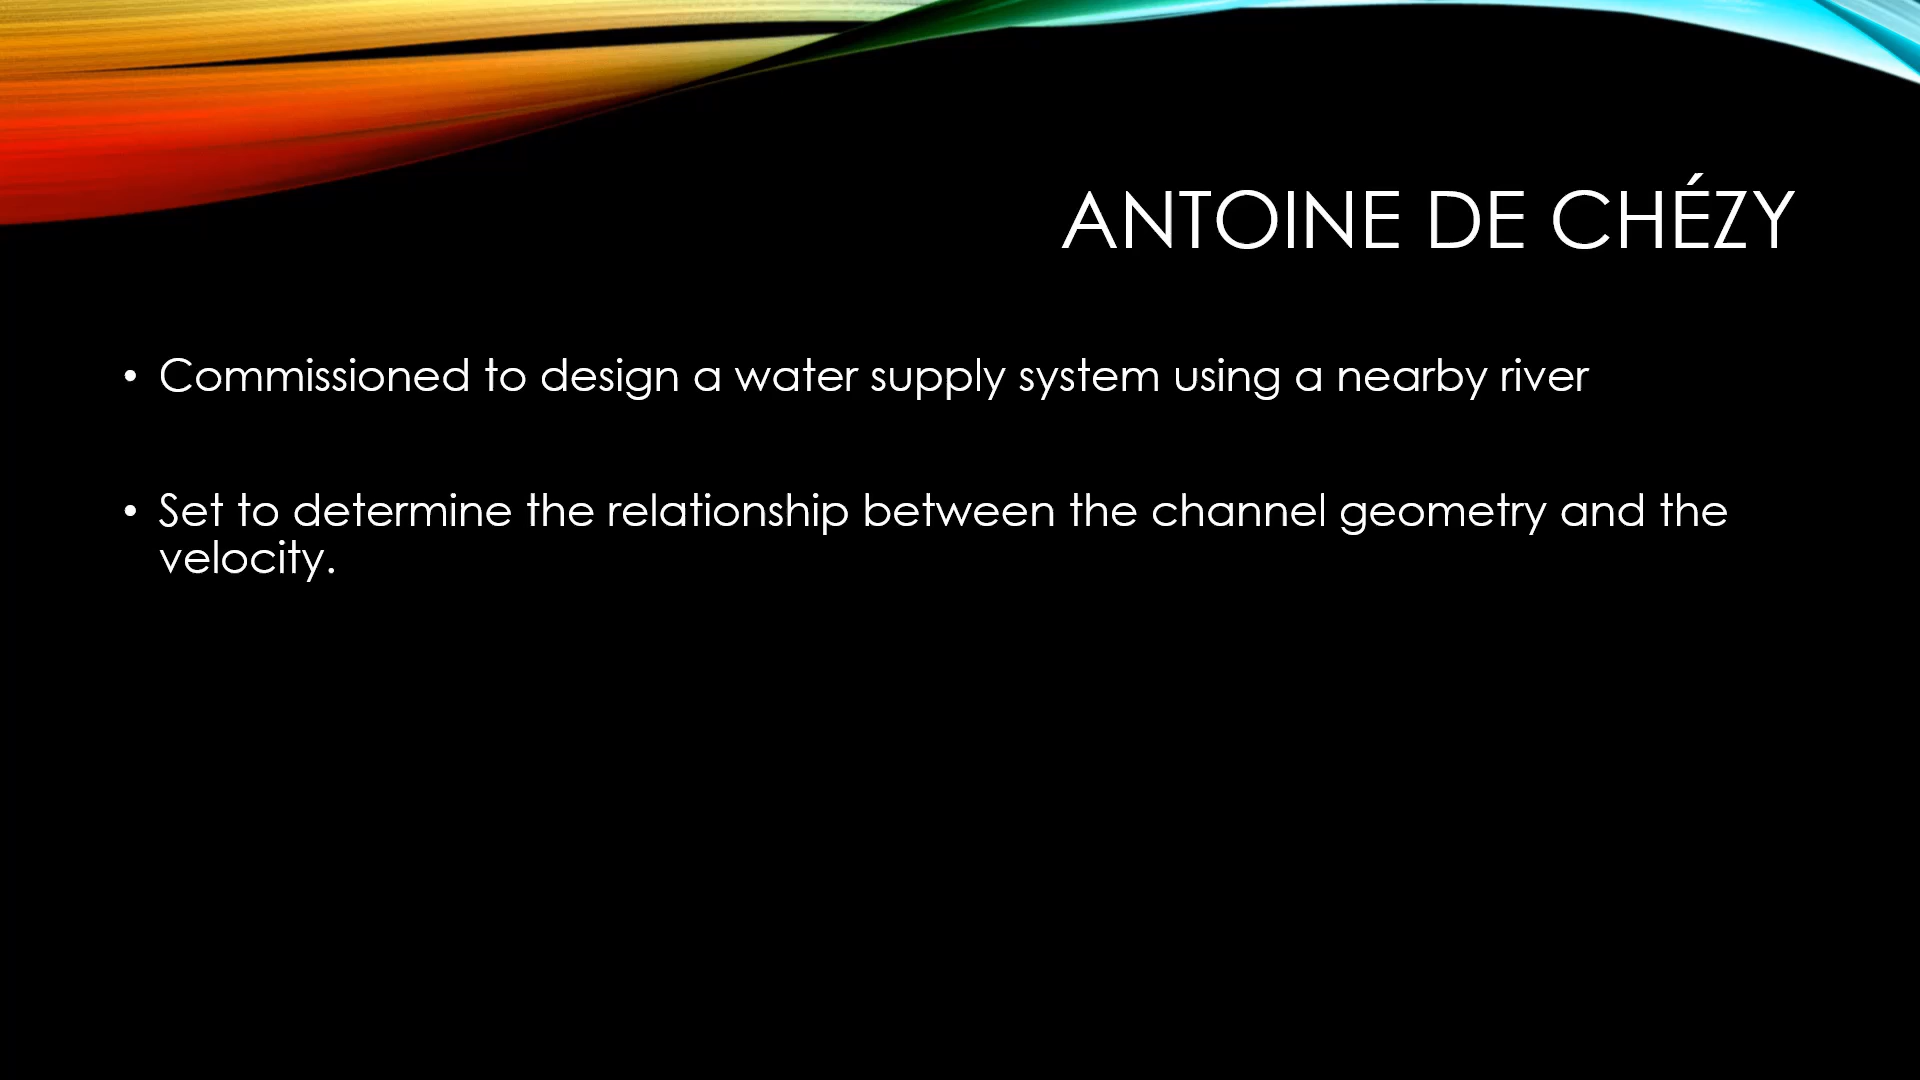 ANTOINE DE CHÉZY
• Commissioned to design a water supply system using a nearby river
• Set to determine the relationship between the channel geometry and the
velocity.